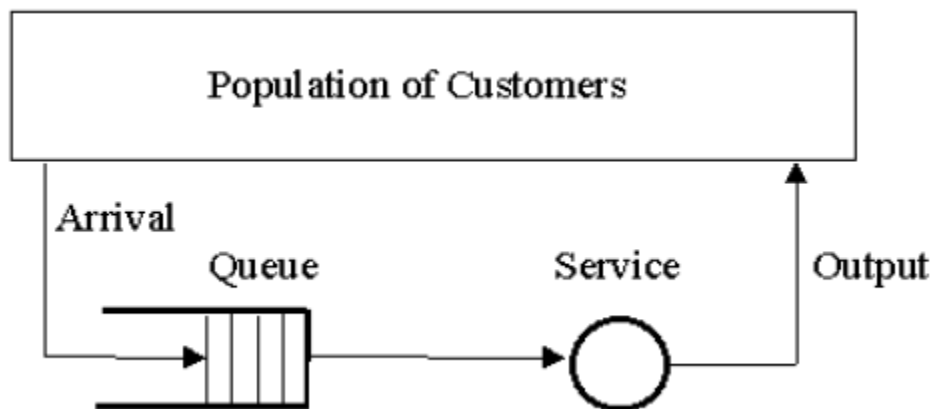 Population of Customers
Arrival
Queue
Service
Output